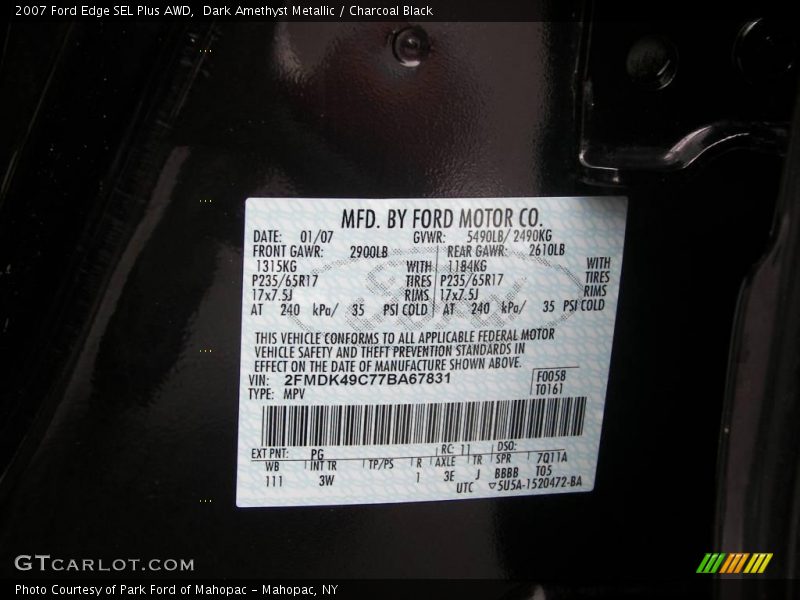 2007 Ford Edge SEL Plus AWD,  Dark Amethyst Metallic / Charcoal Black
MFD. BY FORD MOTOR CO.
DATE: 01/07 GVWR: 5490LB/ 2490KG
FRONT GAWR: 2900LB REAR GAWR: 2610LB
1315KG WITH 1184KG WITH
P235/65R17 TIRES P235/65R17 TIRES
17x7.5J RIMS 17x7.5J RIMS
AT 240 kPa/ 35 PSI COLD AT 240 kPa/ 35 PSI COLD
THIS VEHICLE CONFORMS TO ALL APPLICABLE FEDERAL MOTOR
VEHICLE SAFETY AND THEFT PREVENTION STANDARDS IN
EFFECT ON THE DATE OF MANUFACTURE SHOWN ABOVE.
VIN: 2FMDK49C77BA67831 F0058
TYPE: MPV T0161
EXT PNT: PG RC: 11 DSO:
WB INT TR TP/PS R AXLE TR SPR 7Q11A
111 3W 1 3E J BBBB T05
UTC ▽5U5A-1520472-BA
GTCARLOT.COM
Photo Courtesy of Park Ford of Mahopac – Mahopac, NY